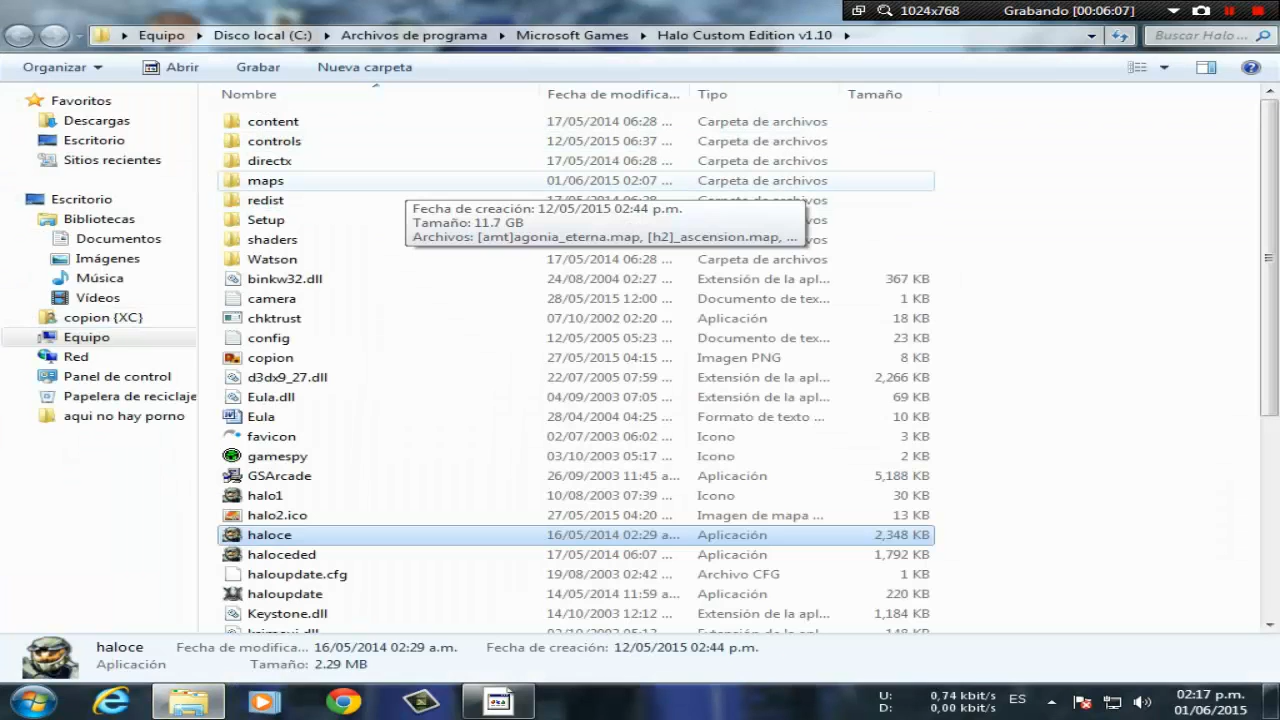 1024x768 Grabando [00:06:07]
Equipo Disco local (C:) Archivos de programa Microsoft Games Halo Custom Edition v1.10 Buscar Halo ...
Organizar Abrir Grabar Nueva carpeta
Nombre Fecha de modifica... Tipo Tamaño
Favoritos
Descargas
Escritorio
Sitios recientes
Escritorio
Bibliotecas
Documentos
Imágenes
Música
Vídeos
copion {XC}
Equipo
Red
Panel de control
Papelera de reciclaje
aqui no hay porno
content 17/05/2014 06:28 ... Carpeta de archivos
controls 12/05/2015 06:37 ... Carpeta de archivos
directx 17/05/2014 06:28 ... Carpeta de archivos
maps 01/06/2015 02:07 ... Carpeta de archivos
redist 17/05/2014 06:28 ... Carpeta de archivos
Fecha de creación: 12/05/2015 02:44 p.m.
Tamaño: 11.7 GB
Archivos: [amt]agonia_eterna.map, [h2]_ascension.map, ...
Setup
shaders
Watson 17/05/2014 06:28 ... Carpeta de archivos
binkw32.dll 24/08/2004 02:27 ... Extensión de la apl... 367 KB
camera 28/05/2015 12:00 ... Documento de tex... 1 KB
chktrust 07/10/2002 02:20 ... Aplicación 18 KB
config 12/05/2005 05:23 ... Documento de tex... 23 KB
copion 27/05/2015 04:15 ... Imagen PNG 8 KB
d3dx9_27.dll 22/07/2005 07:59 ... Extensión de la apl... 2,266 KB
Eula.dll 04/09/2003 07:05 ... Extensión de la apl... 69 KB
Eula 28/04/2004 04:25 ... Formato de texto ... 10 KB
favicon 02/07/2003 06:02 ... Icono 3 KB
gamespy 03/10/2003 05:17 ... Icono 2 KB
GSArcade 26/09/2003 11:45 a... Aplicación 5,188 KB
halo1 10/08/2003 07:39 ... Icono 30 KB
halo2.ico 27/05/2015 04:20 ... Imagen de mapa ... 13 KB
haloce 16/05/2014 02:29 a... Aplicación 2,348 KB
haloceded 17/05/2014 06:07 ... Aplicación 1,792 KB
haloupdate.cfg 19/08/2003 02:42 ... Archivo CFG 1 KB
haloupdate 14/05/2014 11:59 a... Aplicación 220 KB
Keystone.dll 14/10/2003 12:12 ... Extensión de la apl... 1,184 KB
haloce Fecha de modifica... 16/05/2014 02:29 a.m. Fecha de creación: 12/05/2015 02:44 p.m.
Aplicación Tamaño: 2.29 MB
U: 0,74 kbit/s
D: 0,00 kbit/s
ES
02:17 p.m.
01/06/2015